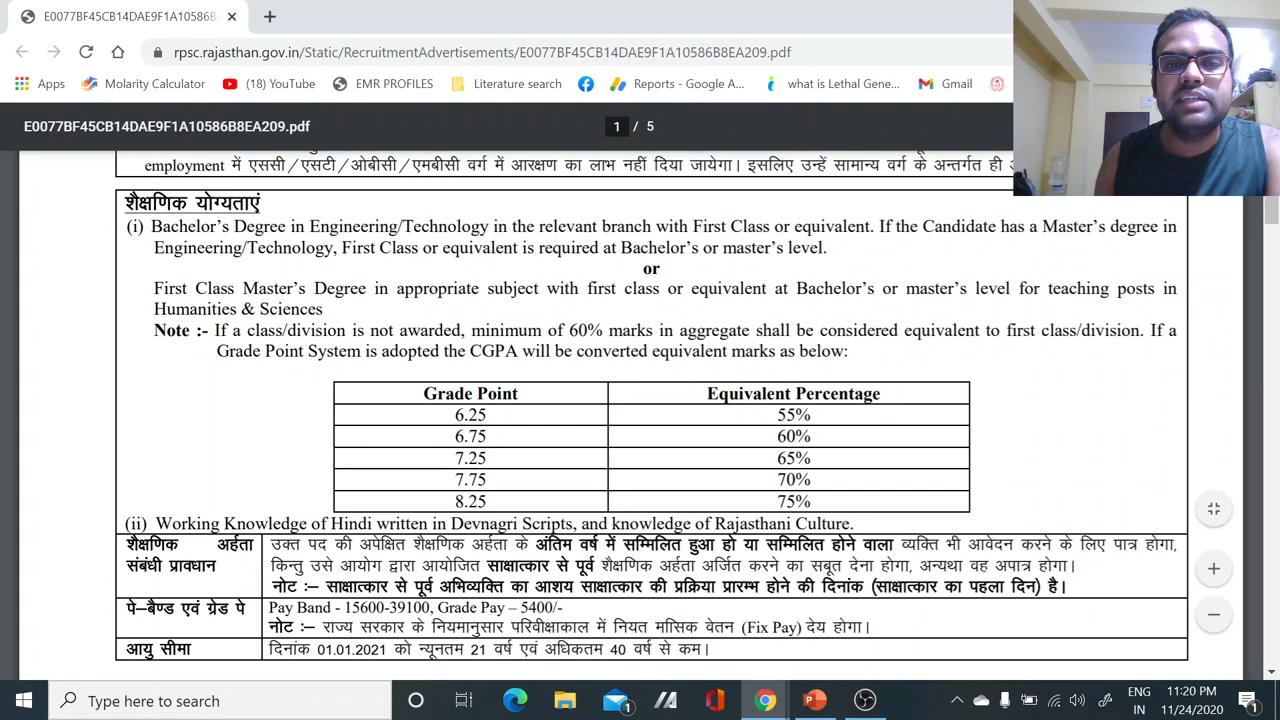 E0077BF45CB14DAE9F1A10586B8EA209.pdf
rpsc.rajasthan.gov.in/Static/RecruitmentAdvertisements/E0077BF45CB14DAE9F1A10586B8EA209.pdf
Apps Molarity Calculator (18) YouTube EMR PROFILES Literature search Reports - Google A... what is Lethal Gene... Gmail
E0077BF45CB14DAE9F1A10586B8EA209.pdf 1 / 5
employment में एससी/एसटी/ओबीसी/एमबीसी वर्ग में आरक्षण का लाभ नहीं दिया जायेगा। इसलिए उन्हें सामान्य वर्ग के अन्तर्गत ही
शैक्षणिक योग्यताएं
(i) Bachelor's Degree in Engineering/Technology in the relevant branch with First Class or equivalent. If the Candidate has a Master's degree in
Engineering/Technology, First Class or equivalent is required at Bachelor's or master's level.
or
First Class Master's Degree in appropriate subject with first class or equivalent at Bachelor's or master's level for teaching posts in
Humanities & Sciences
Note :- If a class/division is not awarded, minimum of 60% marks in aggregate shall be considered equivalent to first class/division. If a
Grade Point System is adopted the CGPA will be converted equivalent marks as below:
Grade Point Equivalent Percentage
6.25 55%
6.75 60%
7.25 65%
7.75 70%
8.25 75%
(ii) Working Knowledge of Hindi written in Devnagri Scripts, and knowledge of Rajasthani Culture.
शैक्षणिक अर्हता उक्त पद की अपेक्षित शैक्षणिक अर्हता के अंतिम वर्ष में सम्मिलित हुआ हो या सम्मिलित होने वाला व्यक्ति भी आवेदन करने के लिए पात्र होगा,
संबंधी प्रावधान किन्तु उसे आयोग द्वारा आयोजित साक्षात्कार से पूर्व शैक्षणिक अर्हता अर्जित करने का सबूत देना होगा, अन्यथा वह अपात्र होगा।
नोट :– साक्षात्कार से पूर्व अभिव्यक्ति का आशय साक्षात्कार की प्रक्रिया प्रारम्भ होने की दिनांक (साक्षात्कार का पहला दिन) है।
पे–बैण्ड एवं ग्रेड पे Pay Band - 15600-39100, Grade Pay – 5400/-
नोट :– राज्य सरकार के नियमानुसार परिवीक्षाकाल में नियत मासिक वेतन (Fix Pay) देय होगा।
आयु सीमा दिनांक 01.01.2021 को न्यूनतम 21 वर्ष एवं अधिकतम 40 वर्ष से कम।
Type here to search 1 ENG 11:20 PM
IN 11/24/2020 1